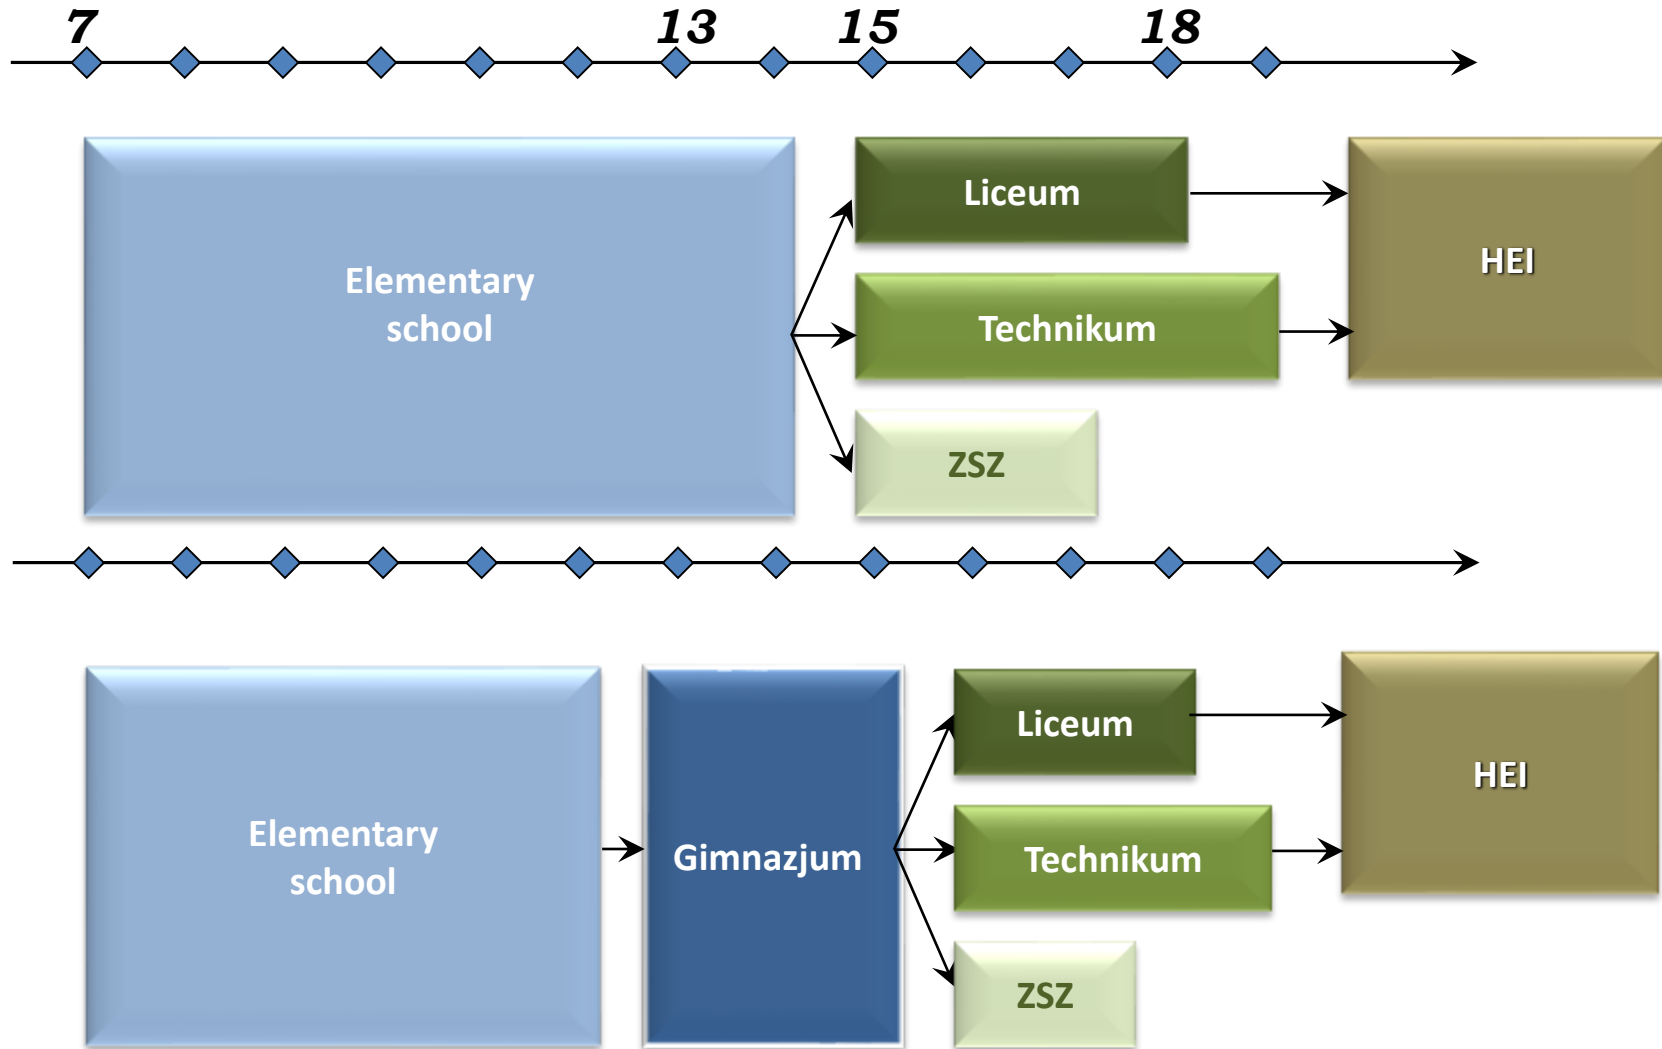 7 13 15 18
Liceum
Elementary
school
HEI
Technikum
ZSZ
Liceum
HEI
Elementary
school
Gimnazjum
Technikum
ZSZ